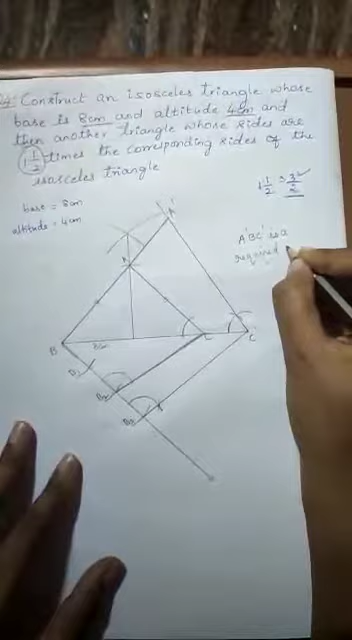 4. Construct an isosceles triangle whose
base is 8cm and altitude 4cm and
then another triangle whose sides are
1 1/2 times the corresponding sides of the
isosceles triangle
1 1/2 = 3/2
base = 8cm
altitude = 4cm
A'
A'BC' is a
required
A
B
8cm
C
C'
B1
B2
B3